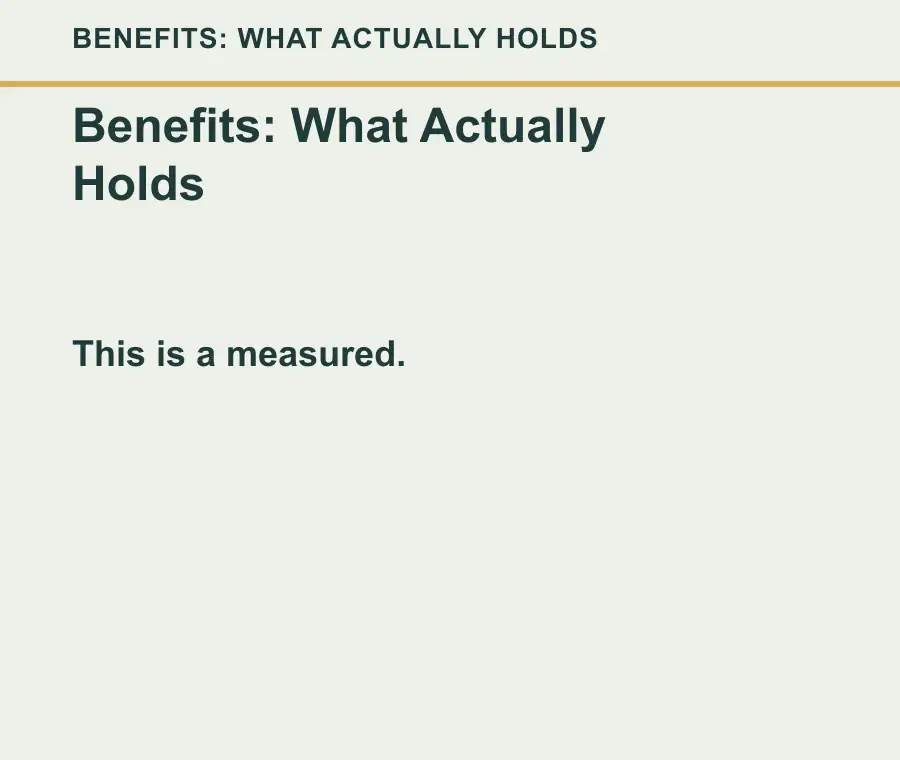 BENEFITS: WHAT ACTUALLY HOLDS
Benefits: What Actually
Holds
This is a measured.